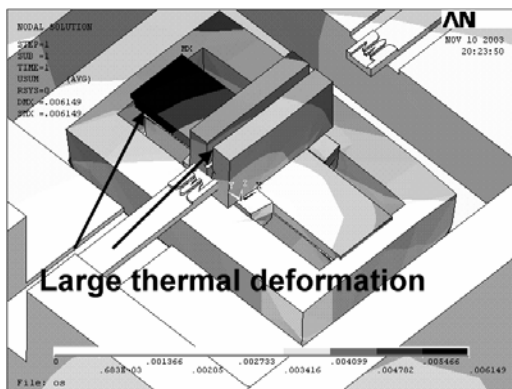 NODAL SOLUTION
STEP=1
SUB =1
TIME=1
USUM (AVG)
RSYS=0
DMX =.006149
SMX =.006149
AN
NOV 10 2003
20:23:50
MX
Large thermal deformation
0 .001366 .002733 .004099 .005466
.683E-03 .00205 .003416 .004782 .006149
File: os